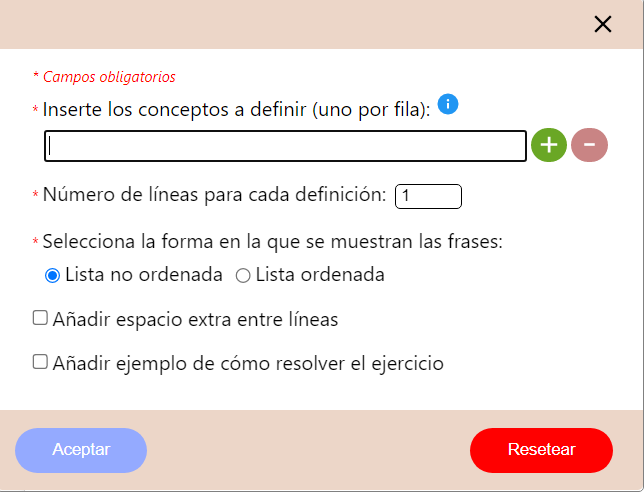 * Campos obligatorios
* Inserte los conceptos a definir (uno por fila): i
+ -
* Número de líneas para cada definición: 1
* Selecciona la forma en la que se muestran las frases:
Lista no ordenada Lista ordenada
Añadir espacio extra entre líneas
Añadir ejemplo de cómo resolver el ejercicio
Aceptar Resetear